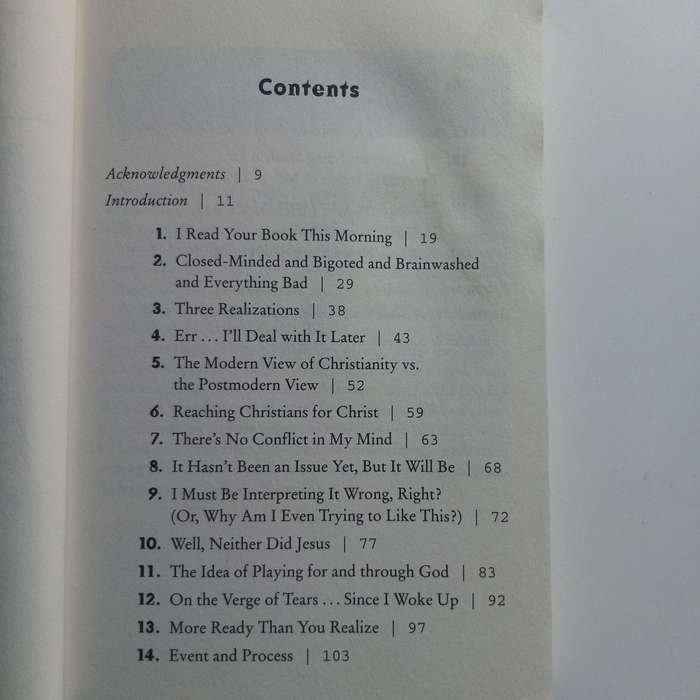 Contents
Acknowledgments | 9
Introduction | 11
1. I Read Your Book This Morning | 19
2. Closed-Minded and Bigoted and Brainwashed
and Everything Bad | 29
3. Three Realizations | 38
4. Err . . . I'll Deal with It Later | 43
5. The Modern View of Christianity vs.
the Postmodern View | 52
6. Reaching Christians for Christ | 59
7. There's No Conflict in My Mind | 63
8. It Hasn't Been an Issue Yet, But It Will Be | 68
9. I Must Be Interpreting It Wrong, Right?
(Or, Why Am I Even Trying to Like This?) | 72
10. Well, Neither Did Jesus | 77
11. The Idea of Playing for and through God | 83
12. On the Verge of Tears . . . Since I Woke Up | 92
13. More Ready Than You Realize | 97
14. Event and Process | 103